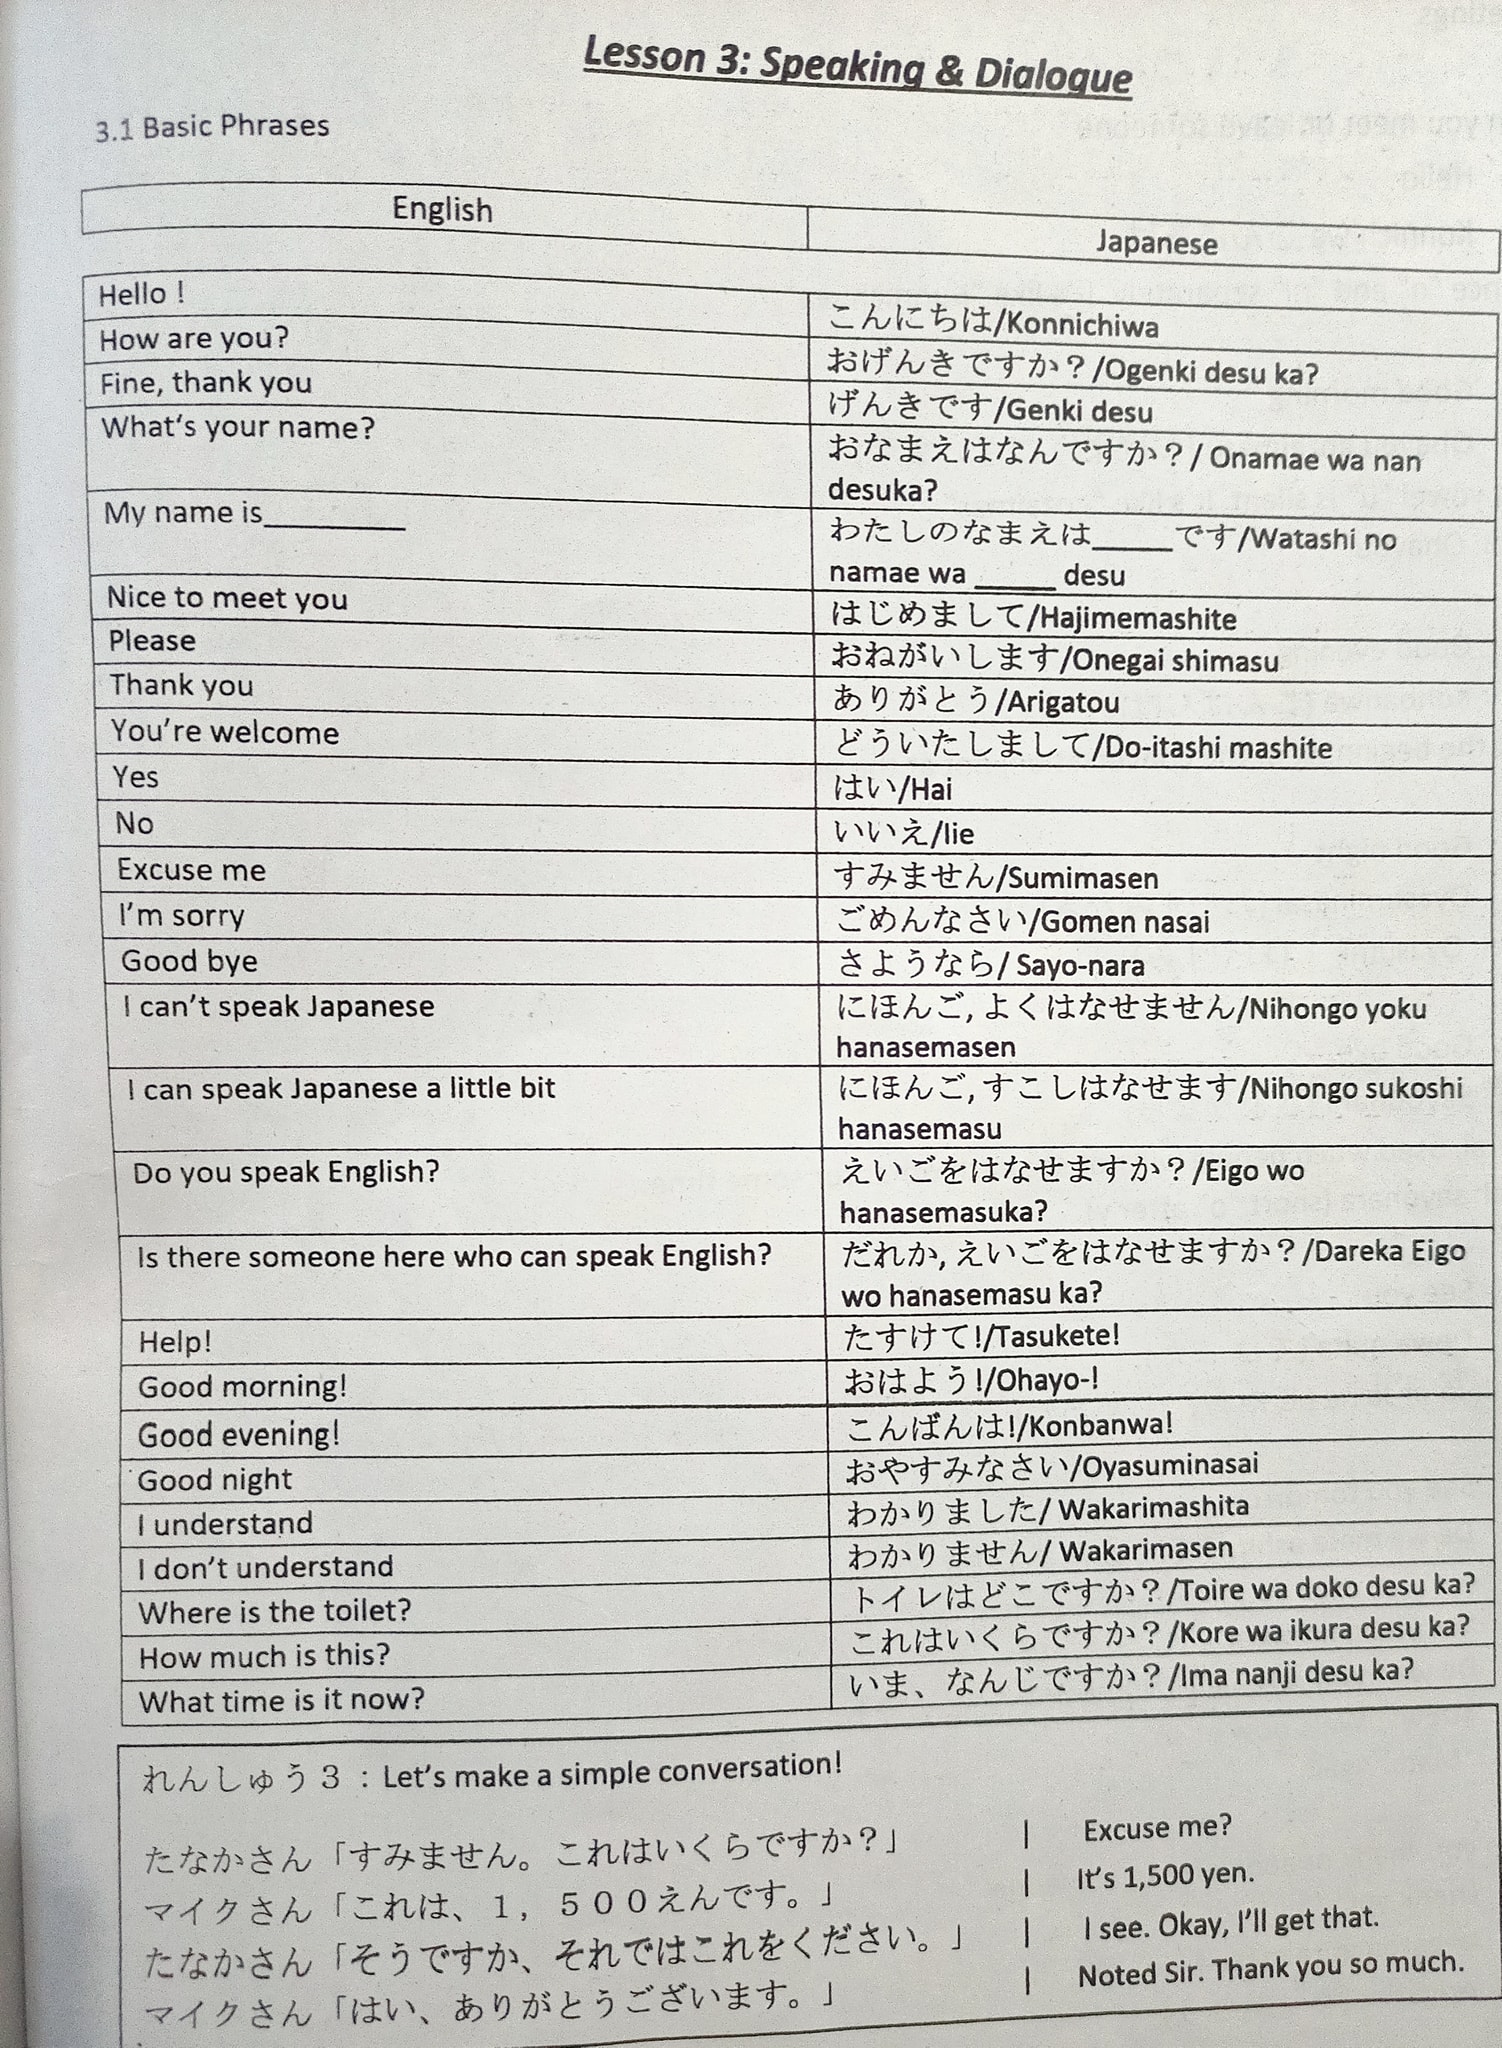 Lesson 3: Speaking & Dialogue
3.1 Basic Phrases
English
Japanese
Hello !
こんにちは/Konnichiwa
How are you?
おげんきですか？/Ogenki desu ka?
Fine, thank you
げんきです/Genki desu
What's your name?
おなまえはなんですか？/ Onamae wa nan
desuka?
My name is_________
わたしのなまえは_____です/Watashi no
namae wa _____ desu
Nice to meet you
はじめまして/Hajimemashite
Please
おねがいします/Onegai shimasu
Thank you
ありがとう/Arigatou
You're welcome
どういたしまして/Do-itashi mashite
Yes
はい/Hai
No
いいえ/Iie
Excuse me
すみません/Sumimasen
I'm sorry
ごめんなさい/Gomen nasai
Good bye
さようなら/ Sayo-nara
I can't speak Japanese
にほんご, よくはなせません/Nihongo yoku
hanasemasen
I can speak Japanese a little bit
にほんご, すこしはなせます/Nihongo sukoshi
hanasemasu
Do you speak English?
えいごをはなせますか？/Eigo wo
hanasemasuka?
Is there someone here who can speak English?
だれか, えいごをはなせますか？/Dareka Eigo
wo hanasemasu ka?
Help!
たすけて!/Tasukete!
Good morning!
おはよう!/Ohayo-!
Good evening!
こんばんは!/Konbanwa!
Good night
おやすみなさい/Oyasuminasai
I understand
わかりました/ Wakarimashita
I don't understand
わかりません/ Wakarimasen
Where is the toilet?
トイレはどこですか？/Toire wa doko desu ka?
How much is this?
これはいくらですか？/Kore wa ikura desu ka?
What time is it now?
いま、なんじですか？/Ima nanji desu ka?
れんしゅう３：Let's make a simple conversation!
たなかさん「すみません。これはいくらですか？」 | Excuse me?
マイクさん「これは、１，５００えんです。」 | It's 1,500 yen.
たなかさん「そうですか、それではこれをください。」 | I see. Okay, I'll get that.
マイクさん「はい、ありがとうございます。」 | Noted Sir. Thank you so much.